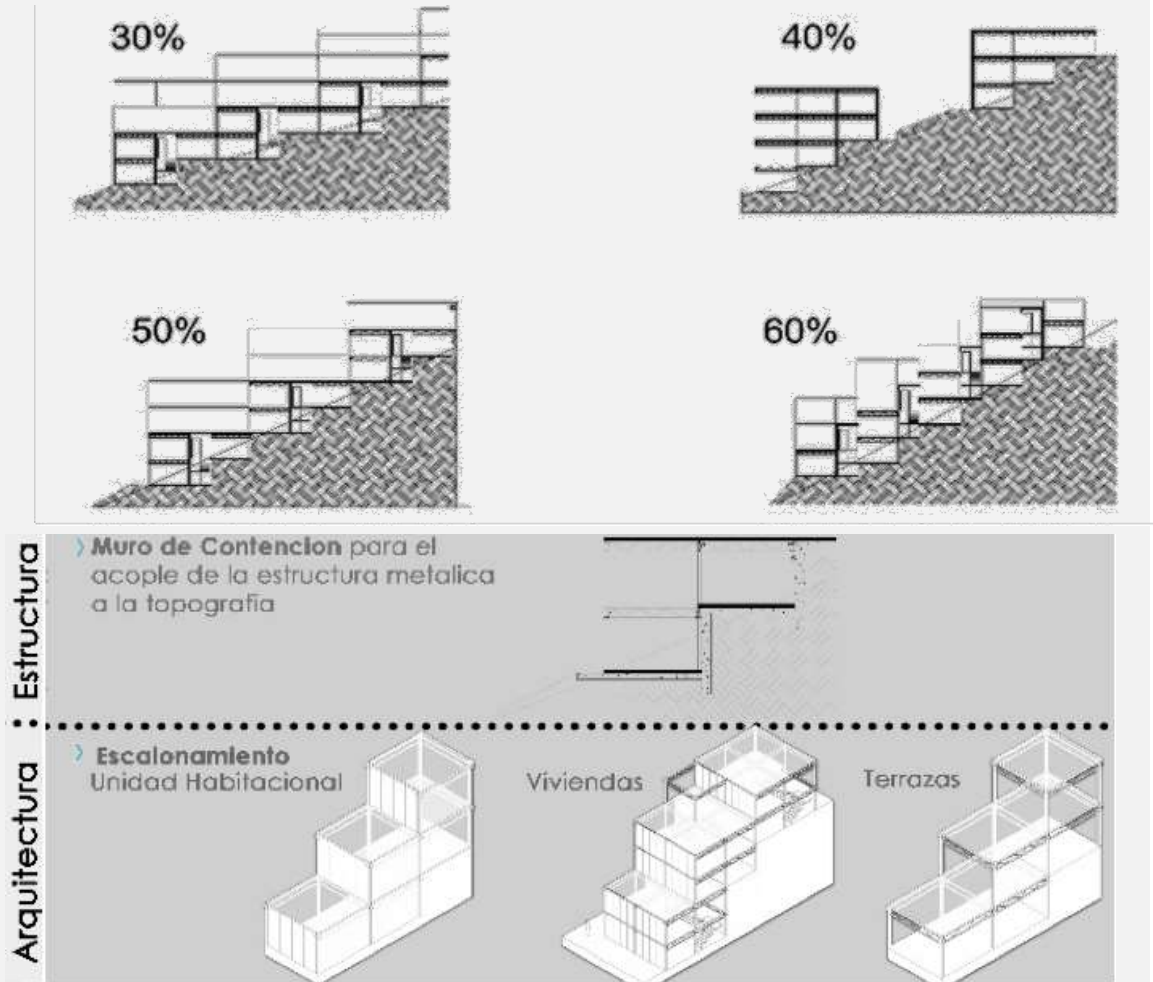 30%
40%
50%
60%
Estructura
Muro de Contencion para el
acople de la estructura metalica
a la topografía
Arquitectura
Escalonamiento
Unidad Habitacional
Viviendas
Terrazas